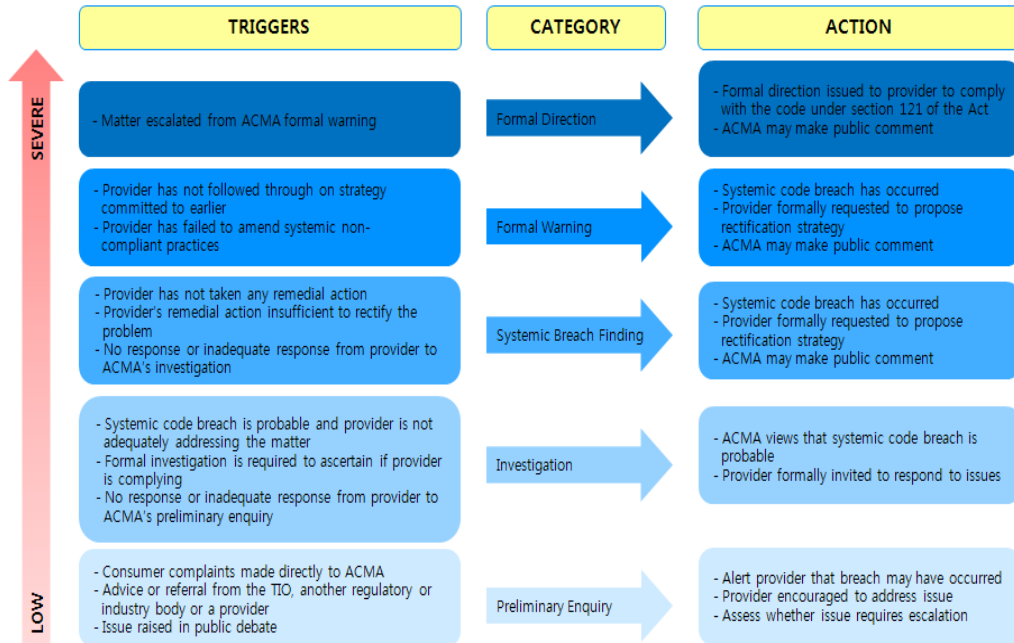 TRIGGERS
CATEGORY
ACTION
SEVERE
- Matter escalated from ACMA formal warning
Formal Direction
- Formal direction issued to provider to comply
with the code under section 121 of the Act
- ACMA may make public comment
- Provider has not followed through on strategy
committed to earlier
- Provider has failed to amend systemic non-
compliant practices
Formal Warning
- Systemic code breach has occurred
- Provider formally requested to propose
rectification strategy
- ACMA may make public comment
- Provider has not taken any remedial action
- Provider's remedial action insufficient to rectify the
problem
- No response or inadequate response from provider to
ACMA's investigation
Systemic Breach Finding
- Systemic code breach has occurred
- Provider formally requested to propose
rectification strategy
- ACMA may make public comment
- Systemic code breach is probable and provider is not
adequately addressing the matter
- Formal investigation is required to ascertain if provider
is complying
- No response or inadequate response from provider to
ACMA's preliminary enquiry
Investigation
- ACMA views that systemic code breach is
probable
- Provider formally invited to respond to issues
LOW
- Consumer complaints made directly to ACMA
- Advice or referral from the TIO, another regulatory or
industry body or a provider
- Issue raised in public debate
Preliminary Enquiry
- Alert provider that breach may have occurred
- Provider encouraged to address issue
- Assess whether issue requires escalation